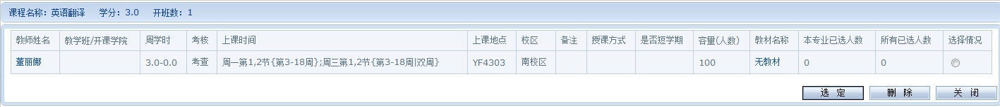 课程名称：英语翻译 学分：3.0 开班数：1
教师姓名 教学班/开课学院 周学时 考核 上课时间 上课地点 校区 备注 授课方式 是否短学期 容量(人数) 教材名称 本专业已选人数 所有已选人数 选择情况
董丽娜 3.0-0.0 考查 周一第1,2节{第3-18周};周三第1,2节{第3-18周|双周} YF4303 南校区 100 无教材 0 0
选 定 删 除 关 闭